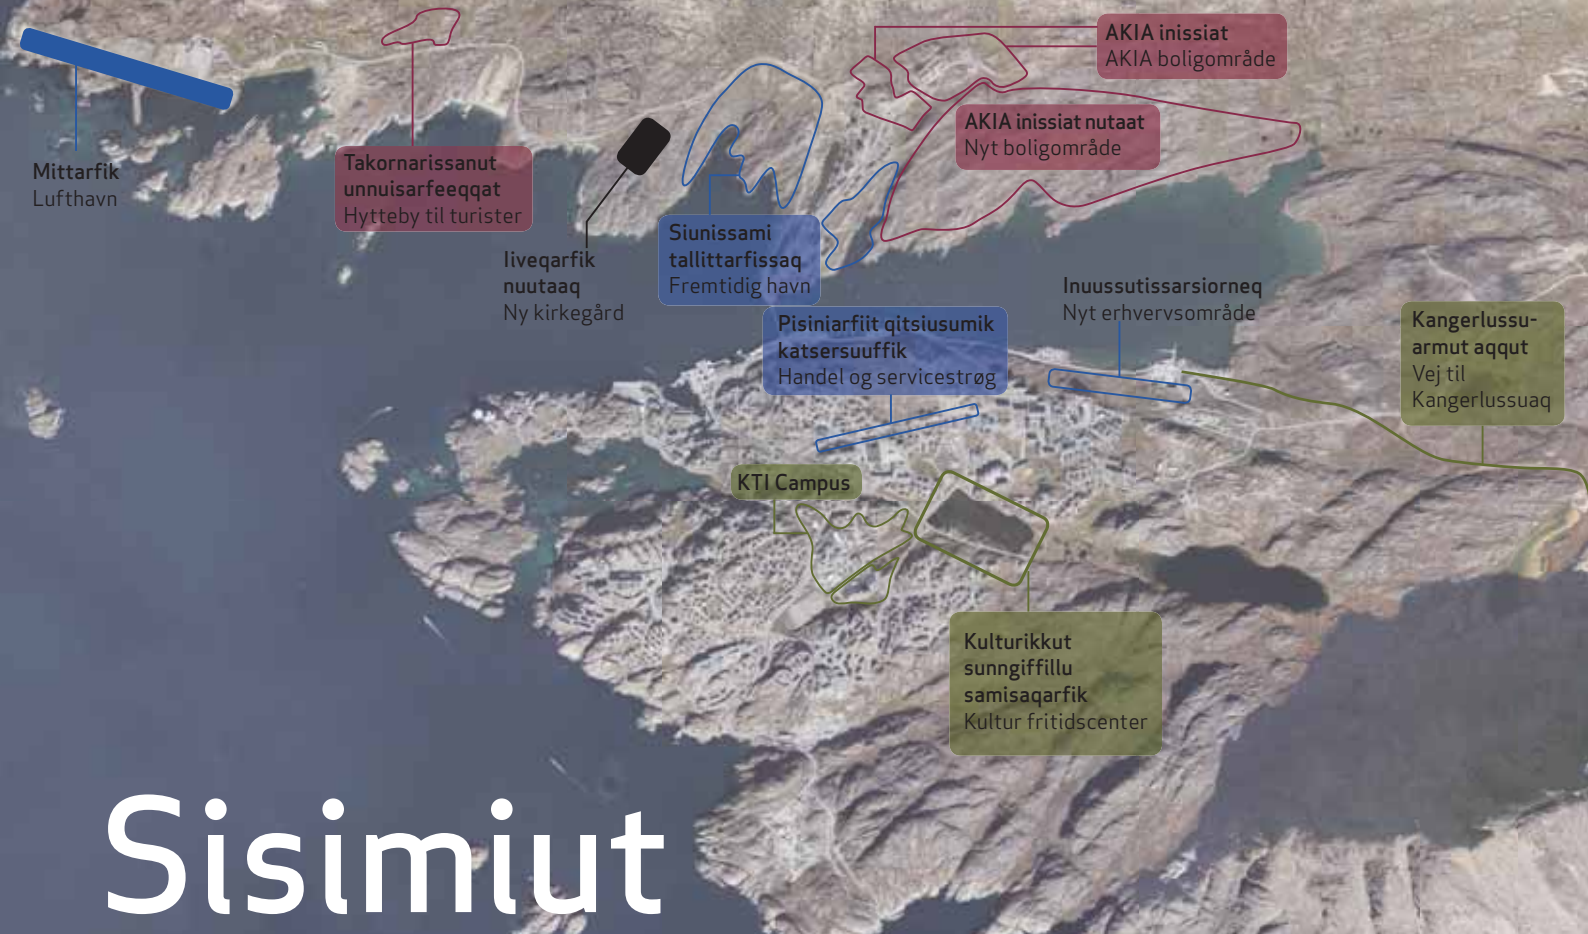 AKIA inissiat
AKIA boligområde
AKIA inissiat nutaat
Nyt boligområde
Mittarfik
Lufthavn
Takornarissanut
unnuisarfeeqqat
Hytteby til turister
Iiveqarfik
nuutaaq
Ny kirkegård
Siunissami
tallittarfissaq
Fremtidig havn
Inuussutissarsiorneq
Nyt erhvervsområde
Pisiniarfiit qitsiusumik
katsersuuffik
Handel og servicestrøg
Kangerlussu-
armut aqqut
Vej til
Kangerlussuaq
KTI Campus
Kulturikkut
sunngiffillu
samisaqarfik
Kultur fritidscenter
Sisimiut